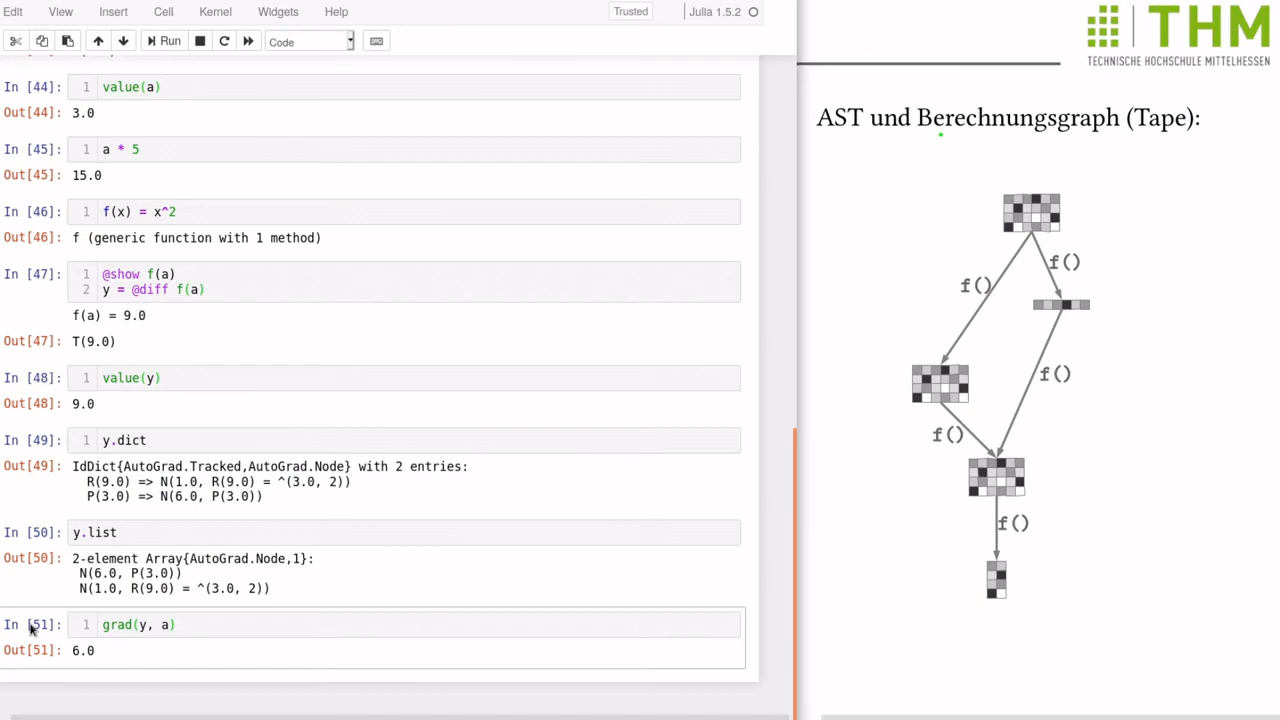 Edit View Insert Cell Kernel Widgets Help Trusted Julia 1.5.2
Run Code
In [44]: 1 value(a)
Out[44]: 3.0
In [45]: 1 a * 5
Out[45]: 15.0
In [46]: 1 f(x) = x^2
Out[46]: f (generic function with 1 method)
In [47]: 1 @show f(a)
2 y = @diff f(a)
f(a) = 9.0
Out[47]: T(9.0)
In [48]: 1 value(y)
Out[48]: 9.0
In [49]: 1 y.dict
Out[49]: IdDict{AutoGrad.Tracked,AutoGrad.Node} with 2 entries:
R(9.0) => N(1.0, R(9.0) = ^(3.0, 2))
P(3.0) => N(6.0, P(3.0))
In [50]: y.list
Out[50]: 2-element Array{AutoGrad.Node,1}:
N(6.0, P(3.0))
N(1.0, R(9.0) = ^(3.0, 2))
In [51]: 1 grad(y, a)
Out[51]: 6.0
THM
TECHNISCHE HOCHSCHULE MITTELHESSEN
AST und Berechnungsgraph (Tape):
f()
f()
f()
f()
f()